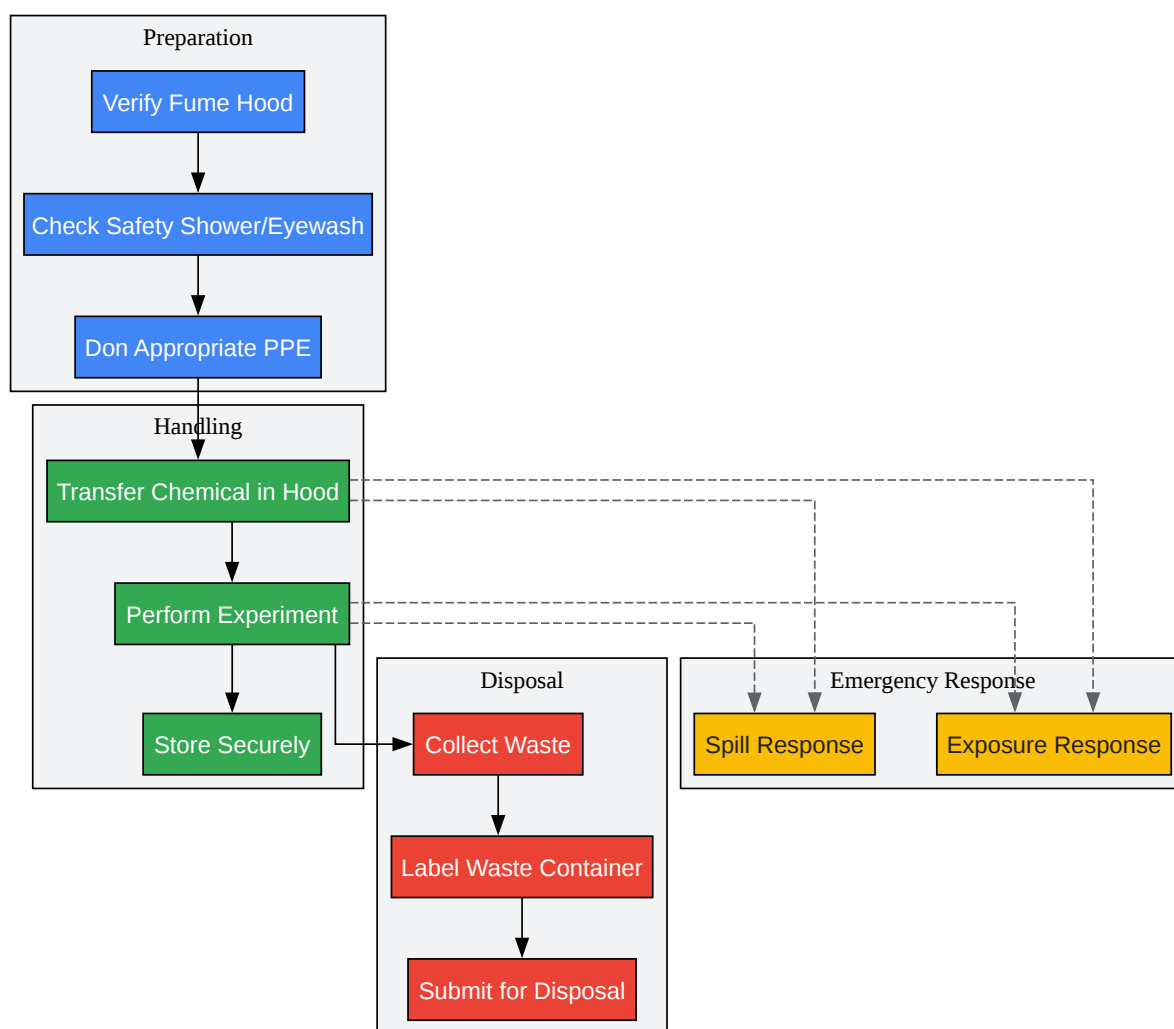 Preparation
Verify Fume Hood
Check Safety Shower/Eyewash
Don Appropriate PPE
Handling
Transfer Chemical in Hood
Perform Experiment
Store Securely
Disposal
Collect Waste
Label Waste Container
Submit for Disposal
Emergency Response
Spill Response
Exposure Response